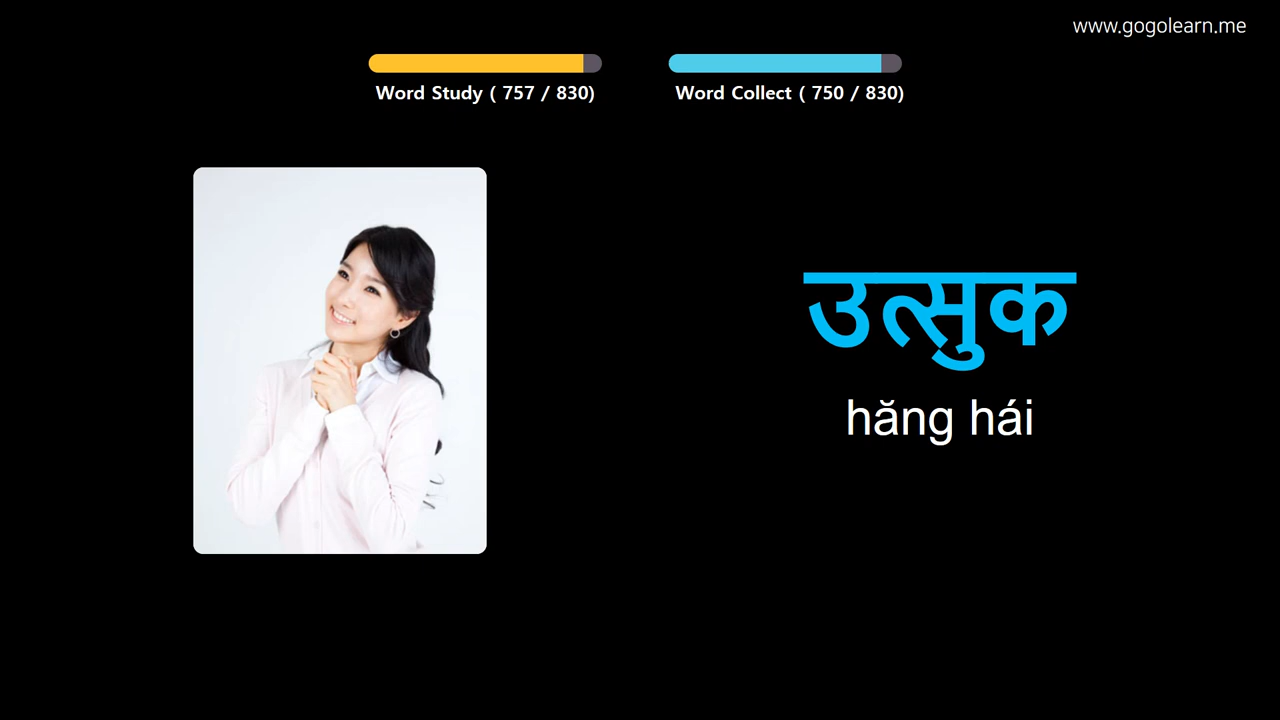 www.gogolearn.me
Word Study ( 757 / 830)
Word Collect ( 750 / 830)
उत्सुक
hăng hái